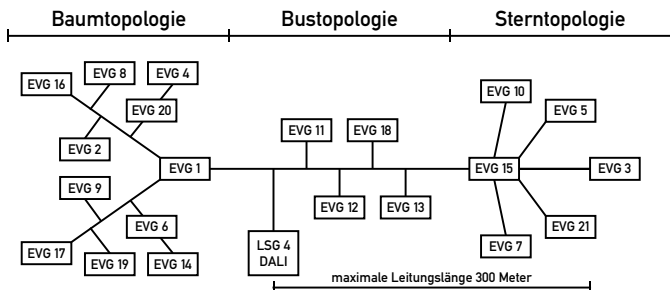 Baumtopologie
Bustopologie
Sterntopologie
EVG 16
EVG 8
EVG 4
EVG 20
EVG 2
EVG 1
EVG 9
EVG 6
EVG 17
EVG 19
EVG 14
EVG 11
EVG 18
EVG 12
EVG 13
LSG 4
DALI
EVG 10
EVG 5
EVG 15
EVG 3
EVG 21
EVG 7
maximale Leitungslänge 300 Meter